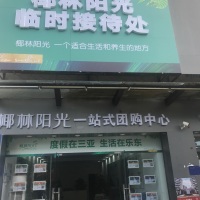 椰林阳光
临时接待处
椰林阳光 一个适合生活和养生的地方
椰林阳光一站式团购中心
度假在三亚 生活在乐东